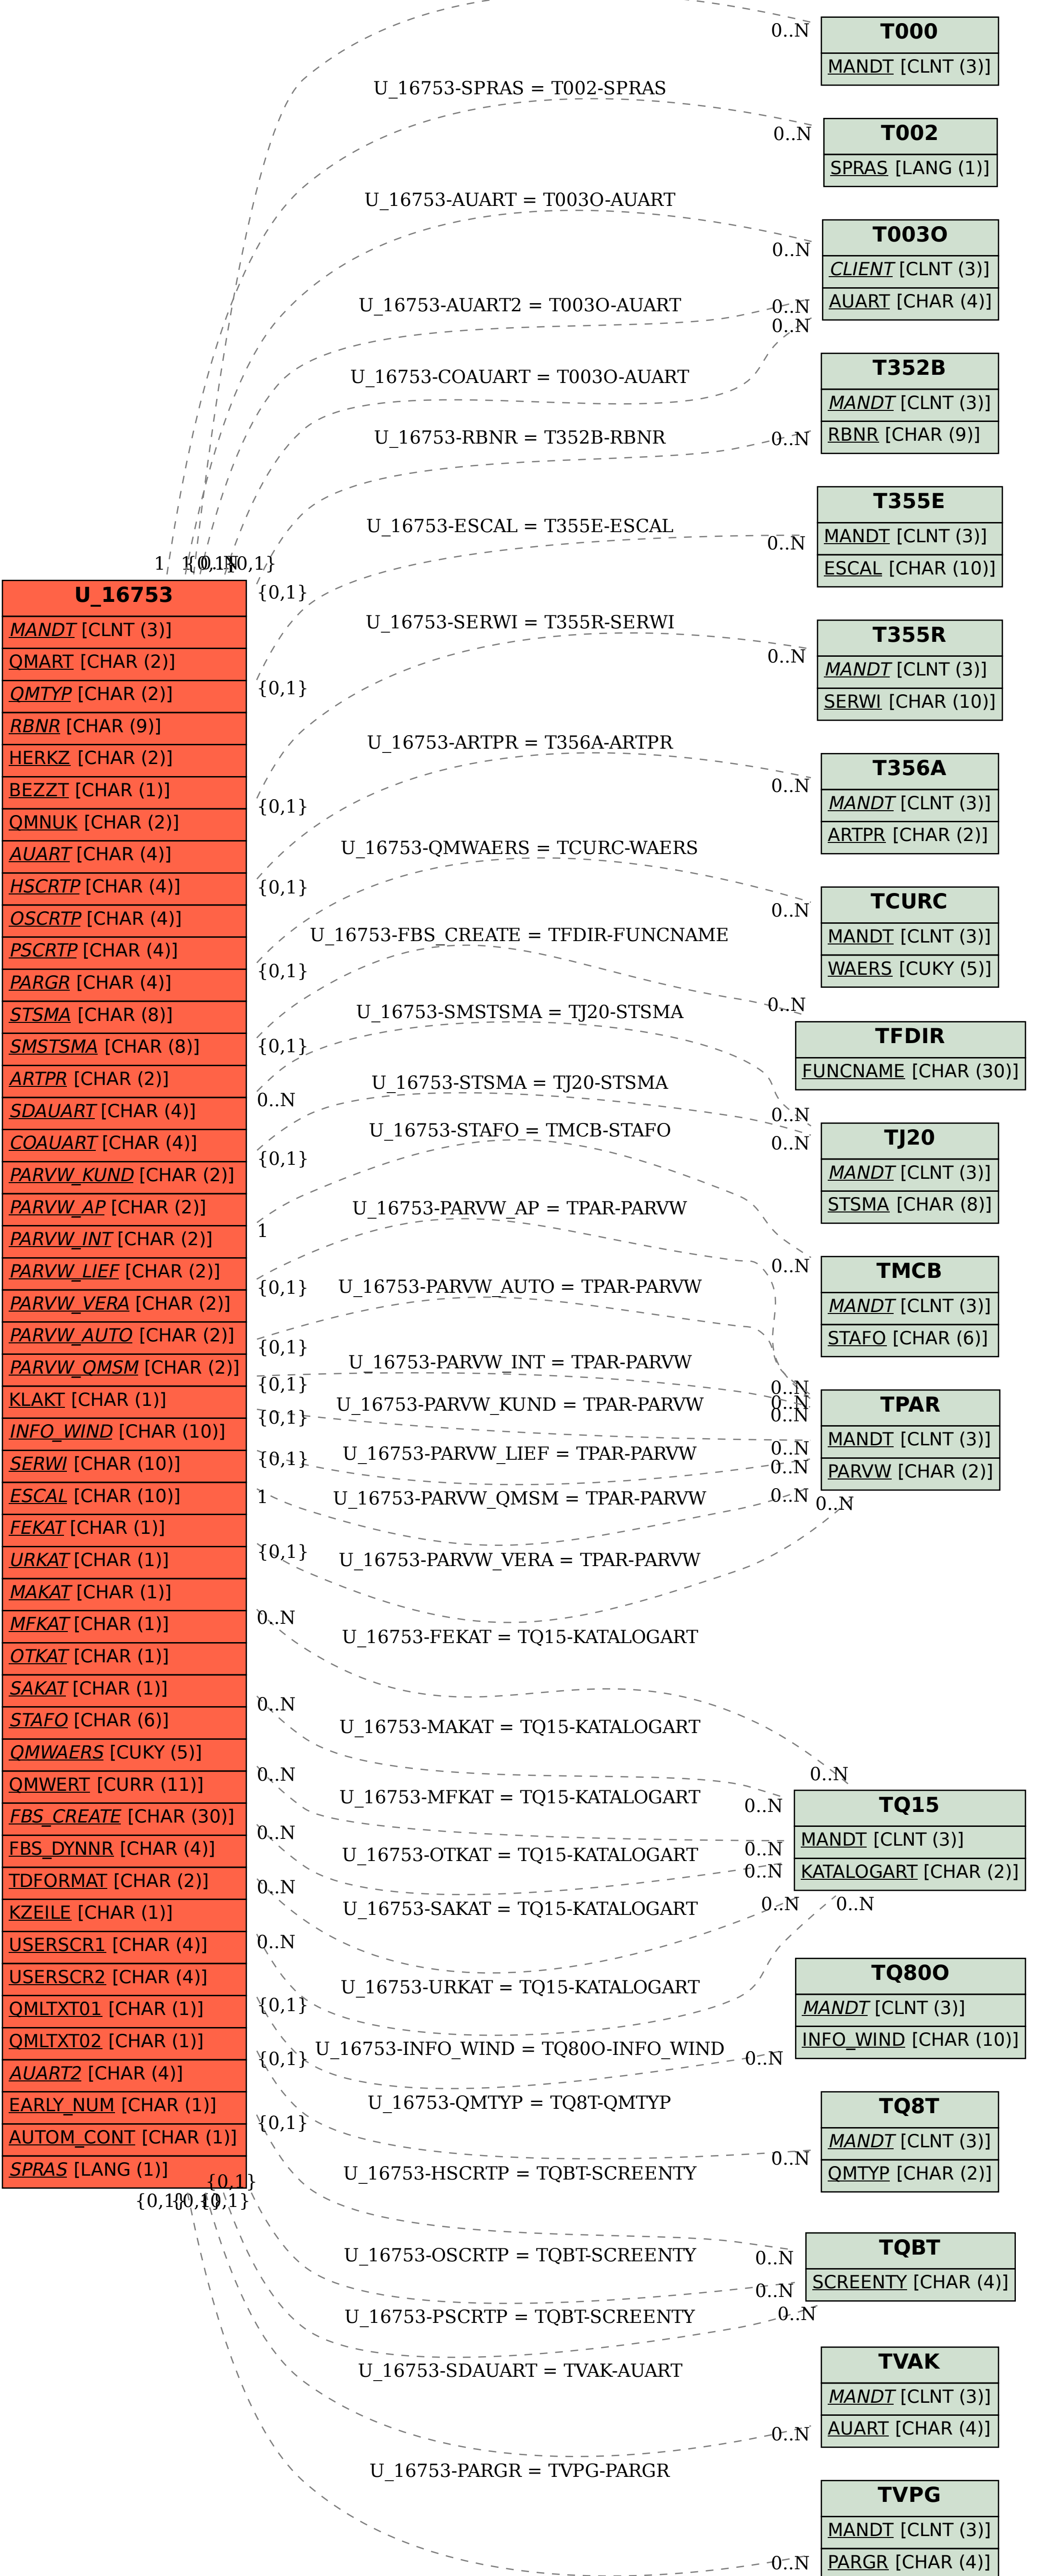 U_16753
MANDT [CLNT (3)]
QMART [CHAR (2)]
QMTYP [CHAR (2)]
RBNR [CHAR (9)]
HERKZ [CHAR (2)]
BEZZT [CHAR (1)]
QMNUK [CHAR (2)]
AUART [CHAR (4)]
HSCRTP [CHAR (4)]
OSCRTP [CHAR (4)]
PSCRTP [CHAR (4)]
PARGR [CHAR (4)]
STSMA [CHAR (8)]
SMSTSMA [CHAR (8)]
ARTPR [CHAR (2)]
SDAUART [CHAR (4)]
COAUART [CHAR (4)]
PARVW_KUND [CHAR (2)]
PARVW_AP [CHAR (2)]
PARVW_INT [CHAR (2)]
PARVW_LIEF [CHAR (2)]
PARVW_VERA [CHAR (2)]
PARVW_AUTO [CHAR (2)]
PARVW_QMSM [CHAR (2)]
KLAKT [CHAR (1)]
INFO_WIND [CHAR (10)]
SERWI [CHAR (10)]
ESCAL [CHAR (10)]
FEKAT [CHAR (1)]
URKAT [CHAR (1)]
MAKAT [CHAR (1)]
MFKAT [CHAR (1)]
OTKAT [CHAR (1)]
SAKAT [CHAR (1)]
STAFO [CHAR (6)]
QMWAERS [CUKY (5)]
QMWERT [CURR (11)]
FBS_CREATE [CHAR (30)]
FBS_DYNNR [CHAR (4)]
TDFORMAT [CHAR (2)]
KZEILE [CHAR (1)]
USERSCR1 [CHAR (4)]
USERSCR2 [CHAR (4)]
QMLTXT01 [CHAR (1)]
QMLTXT02 [CHAR (1)]
AUART2 [CHAR (4)]
EARLY_NUM [CHAR (1)]
AUTOM_CONT [CHAR (1)]
SPRAS [LANG (1)]
0..N
U_16753-SPRAS = T002-SPRAS
0..N
U_16753-AUART = T003O-AUART
0..N
U_16753-AUART2 = T003O-AUART
0..N
0..N
U_16753-COAUART = T003O-AUART
U_16753-RBNR = T352B-RBNR
0..N
U_16753-ESCAL = T355E-ESCAL
0..N
1
{0,1}
{0,1}
U_16753-SERWI = T355R-SERWI
0..N
{0,1}
U_16753-ARTPR = T356A-ARTPR
0..N
{0,1}
U_16753-QMWAERS = TCURC-WAERS
{0,1}
0..N
U_16753-FBS_CREATE = TFDIR-FUNCNAME
{0,1}
0..N
U_16753-SMSTSMA = TJ20-STSMA
{0,1}
U_16753-STSMA = TJ20-STSMA
0..N
0..N
U_16753-STAFO = TMCB-STAFO
0..N
{0,1}
U_16753-PARVW_AP = TPAR-PARVW
1
0..N
{0,1}
U_16753-PARVW_AUTO = TPAR-PARVW
{0,1}
U_16753-PARVW_INT = TPAR-PARVW
{0,1}
0..N
0..N
0..N
U_16753-PARVW_KUND = TPAR-PARVW
{0,1}
0..N
U_16753-PARVW_LIEF = TPAR-PARVW
{0,1}
0..N
U_16753-PARVW_QMSM = TPAR-PARVW
1
0..N
0..N
U_16753-PARVW_VERA = TPAR-PARVW
{0,1}
U_16753-FEKAT = TQ15-KATALOGART
0..N
0..N
U_16753-MAKAT = TQ15-KATALOGART
0..N
0..N
U_16753-MFKAT = TQ15-KATALOGART
0..N
0..N
U_16753-OTKAT = TQ15-KATALOGART
0..N
0..N
U_16753-SAKAT = TQ15-KATALOGART
0..N
0..N
0..N
U_16753-URKAT = TQ15-KATALOGART
0..N
U_16753-INFO_WIND = TQ80O-INFO_WIND
{0,1}
0..N
U_16753-QMTYP = TQ8T-QMTYP
{0,1}
0..N
U_16753-HSCRTP = TQBT-SCREENTY
{0,1}
0..N
U_16753-OSCRTP = TQBT-SCREENTY
{0,1}
0..N
U_16753-PSCRTP = TQBT-SCREENTY
{0,1}
0..N
U_16753-SDAUART = TVAK-AUART
{0,1}
0..N
U_16753-PARGR = TVPG-PARGR
{0,1}
0..N
T000
MANDT [CLNT (3)]
T002
SPRAS [LANG (1)]
T003O
CLIENT [CLNT (3)]
AUART [CHAR (4)]
T352B
MANDT [CLNT (3)]
RBNR [CHAR (9)]
T355E
MANDT [CLNT (3)]
ESCAL [CHAR (10)]
T355R
MANDT [CLNT (3)]
SERWI [CHAR (10)]
T356A
MANDT [CLNT (3)]
ARTPR [CHAR (2)]
TCURC
MANDT [CLNT (3)]
WAERS [CUKY (5)]
TFDIR
FUNCNAME [CHAR (30)]
TJ20
MANDT [CLNT (3)]
STSMA [CHAR (8)]
TMCB
MANDT [CLNT (3)]
STAFO [CHAR (6)]
TPAR
MANDT [CLNT (3)]
PARVW [CHAR (2)]
TQ15
MANDT [CLNT (3)]
KATALOGART [CHAR (2)]
TQ80O
MANDT [CLNT (3)]
INFO_WIND [CHAR (10)]
TQ8T
MANDT [CLNT (3)]
QMTYP [CHAR (2)]
TQBT
SCREENTY [CHAR (4)]
TVAK
MANDT [CLNT (3)]
AUART [CHAR (4)]
TVPG
MANDT [CLNT (3)]
PARGR [CHAR (4)]